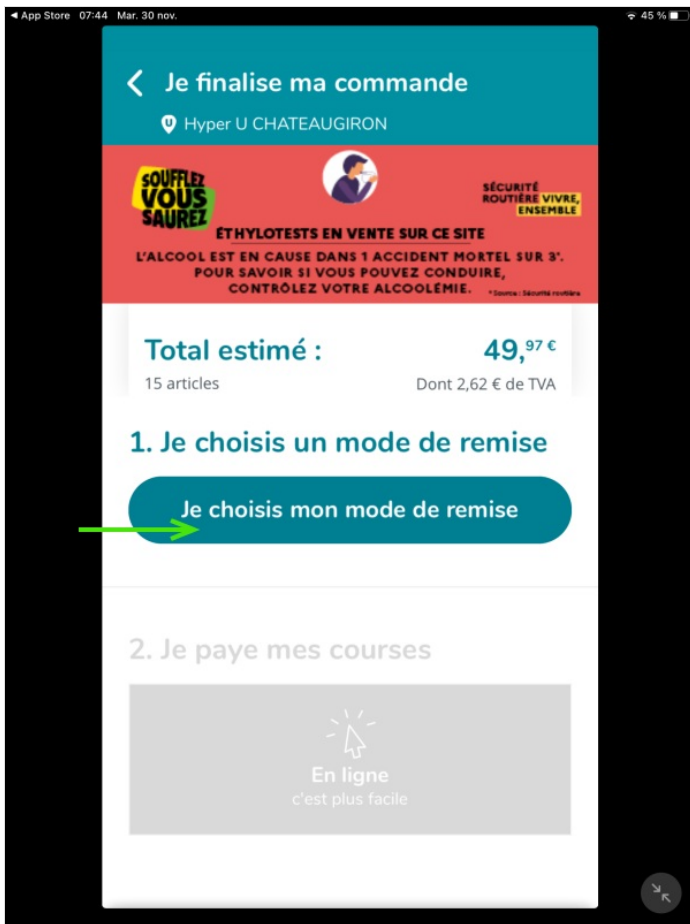 ◀ App Store 07:44 Mar. 30 nov. 45 %
Je finalise ma commande
U Hyper U CHATEAUGIRON
SOUFFLEZ
VOUS
SAUREZ
SÉCURITÉ
ROUTIÈRE VIVRE,
ENSEMBLE
ÉTHYLOTESTS EN VENTE SUR CE SITE
L'ALCOOL EST EN CAUSE DANS 1 ACCIDENT MORTEL SUR 3*.
POUR SAVOIR SI VOUS POUVEZ CONDUIRE,
CONTRÔLEZ VOTRE ALCOOLÉMIE.
* Source : Sécurité routière
Total estimé : 49,97 €
15 articles Dont 2,62 € de TVA
1. Je choisis un mode de remise
Je choisis mon mode de remise
2. Je paye mes courses
En ligne
c'est plus facile